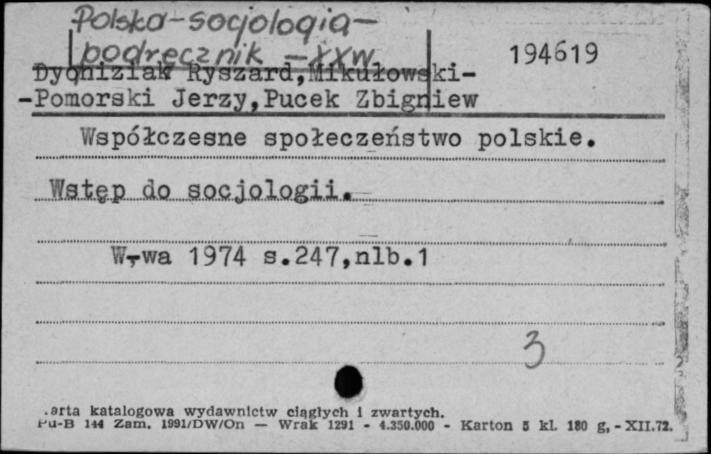 Polska-socjologia-
podręcznik - XXw.
194619
Dyoniziak Ryszard,Mikułowski-
-Pomorski Jerzy,Pucek Zbigniew
Współczesne społeczeństwo polskie.
Wstęp do socjologii.
W-wa 1974 s.247,nlb.1
3
.arta katalogowa wydawnictw ciągłych i zwartych.
Pu-B 144 Zam. 1991/DW/On — Wrak 1291 - 4.350.000 - Karton 5 kl. 180 g, - XII.72.